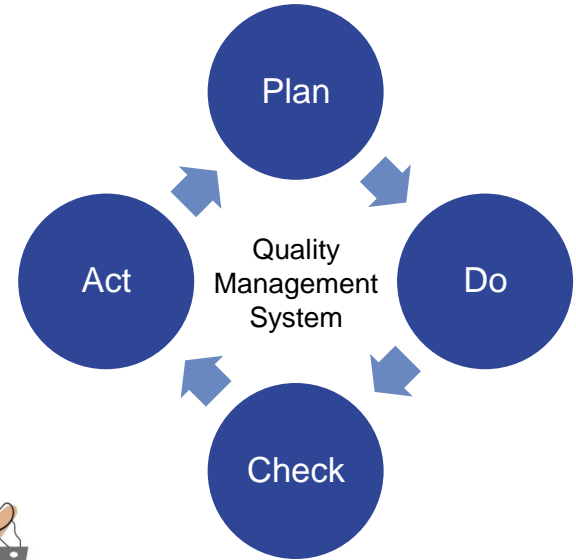 Plan
Quality
Management
System
Act
Do
Check